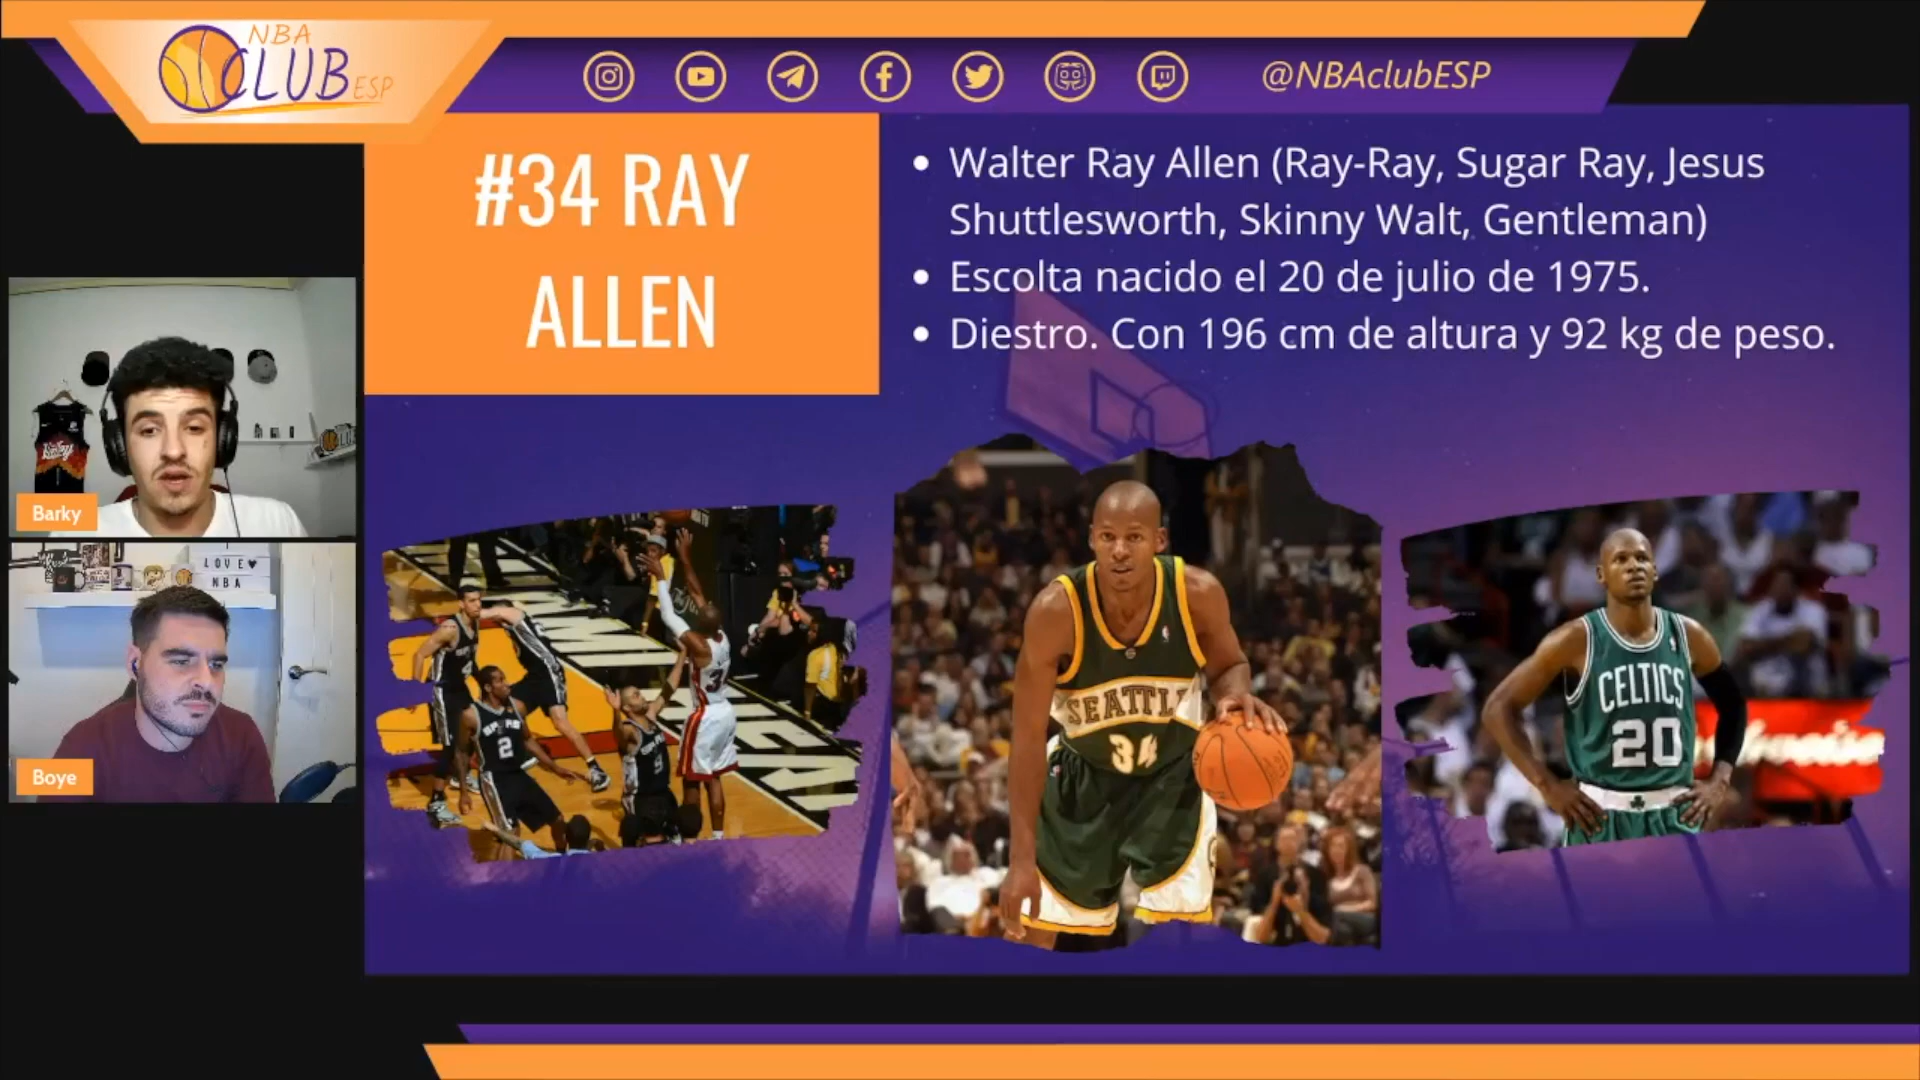 NBA
CLUB ESP
@NBAclubESP
#34 RAY
ALLEN
• Walter Ray Allen (Ray-Ray, Sugar Ray, Jesus
Shuttlesworth, Skinny Walt, Gentleman)
• Escolta nacido el 20 de julio de 1975.
• Diestro. Con 196 cm de altura y 92 kg de peso.
Barky
LOVE♥
NBA
Boye
2
SEATTL
34
CELTICS
20